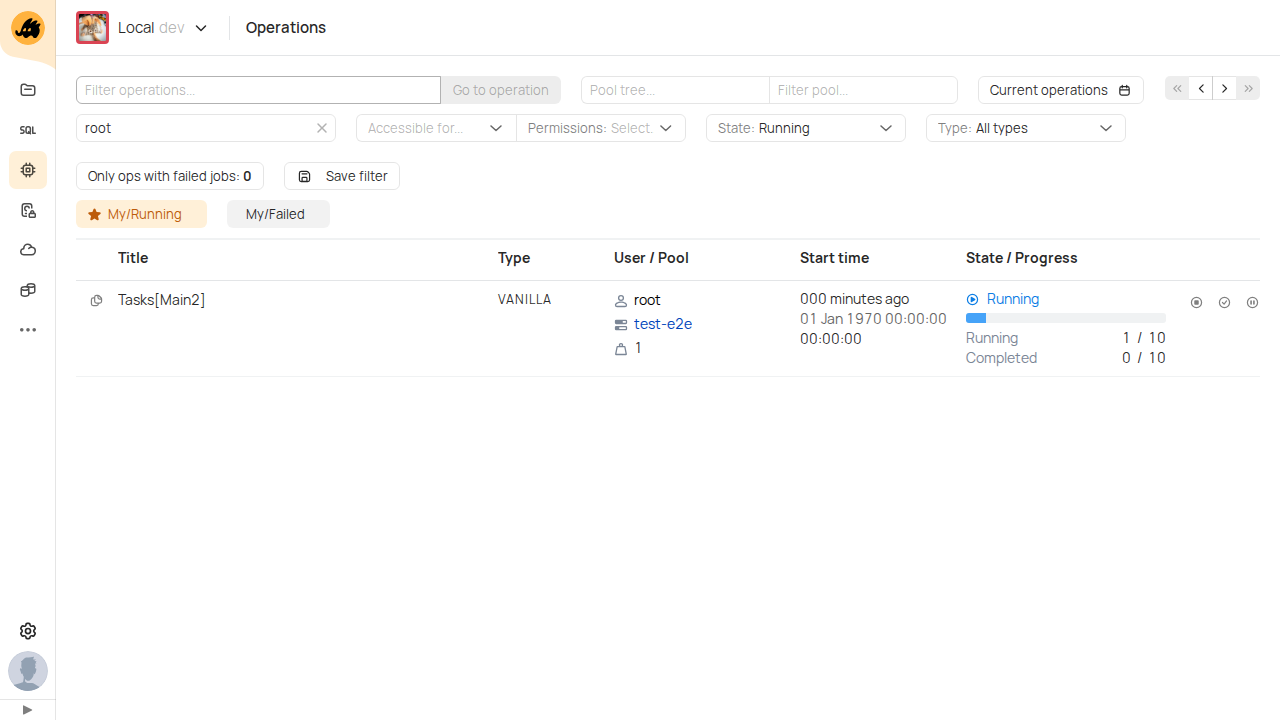 Local dev
Operations
Filter operations...
Go to operation
Pool tree...
Filter pool...
Current operations
SQL
root
Accessible for...
Permissions: Select.
State: Running
Type: All types
Only ops with failed jobs: 0
Save filter
My/Running
My/Failed
Title
Type
User / Pool
Start time
State / Progress
Tasks[Main2]
VANILLA
root
test-e2e
1
000 minutes ago
01 Jan 1970 00:00:00
00:00:00
Running
Running 1 / 10
Completed 0 / 10